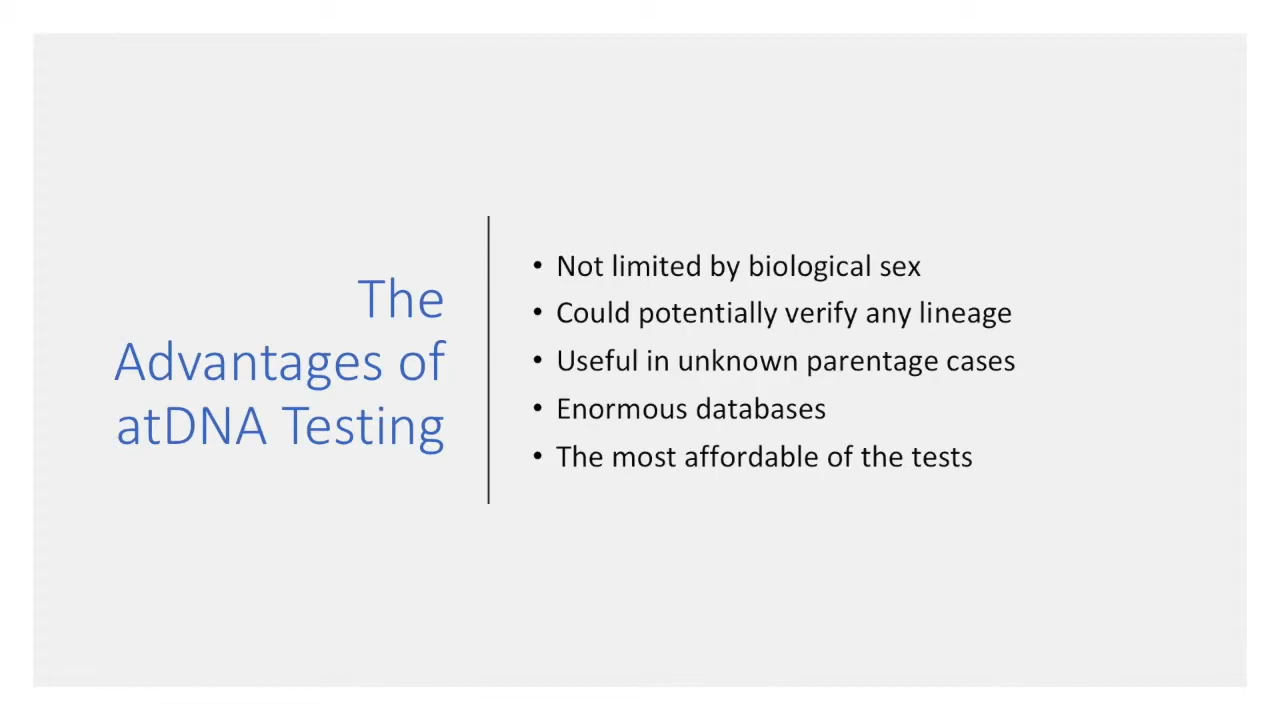 The
Advantages of
atDNA Testing
• Not limited by biological sex
• Could potentially verify any lineage
• Useful in unknown parentage cases
• Enormous databases
• The most affordable of the tests